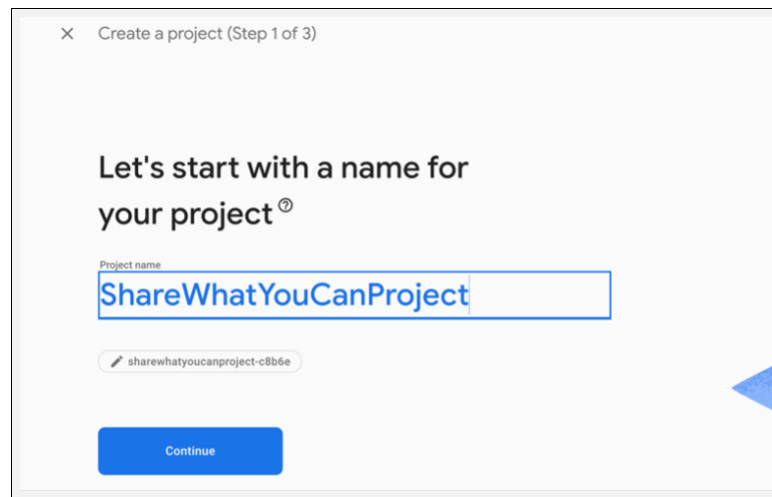 Create a project (Step 1 of 3)
Let's start with a name for
your project
Project name
ShareWhatYouCanProject
sharewhatyoucanproject-c8b6e
Continue